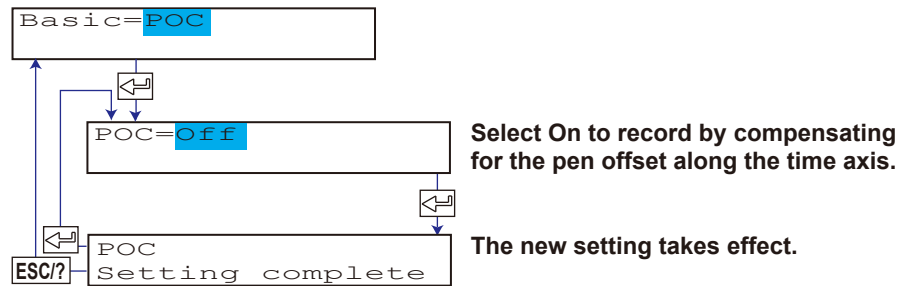 Basic=POC
POC=Off
Select On to record by compensating
for the pen offset along the time axis.
POC
Setting complete
The new setting takes effect.
ESC/?